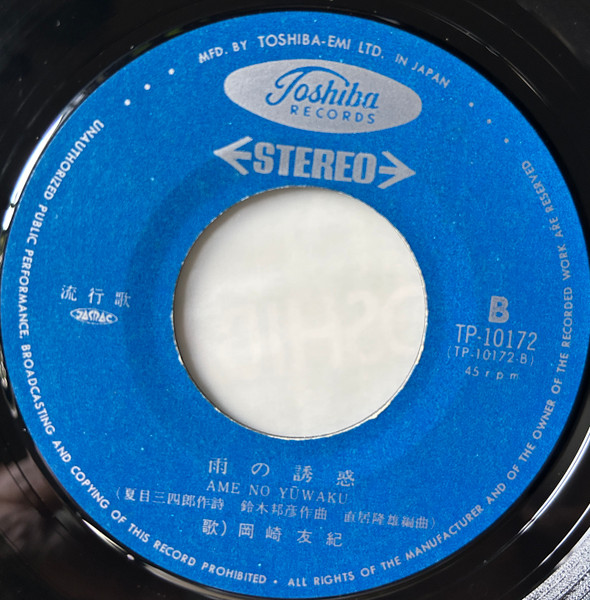 MFD. BY TOSHIBA-EMI LTD. IN JAPAN
Toshiba
RECORDS
STEREO
流行歌
JASRAC
B
TP-10172
(TP-10172-B)
45 rpm
雨の誘惑
AME NO YŪWAKU
(夏目三四郎作詩 鈴木邦彦作曲 直居隆雄編曲)
歌) 岡崎友紀
UNAUTHORIZED PUBLIC PERFORMANCE, BROADCASTING AND COPYING OF THIS RECORD PROHIBITED • ALL RIGHTS OF THE MANUFACTURER AND OF THE OWNER OF THE RECORDED WORK ARE RESERVED